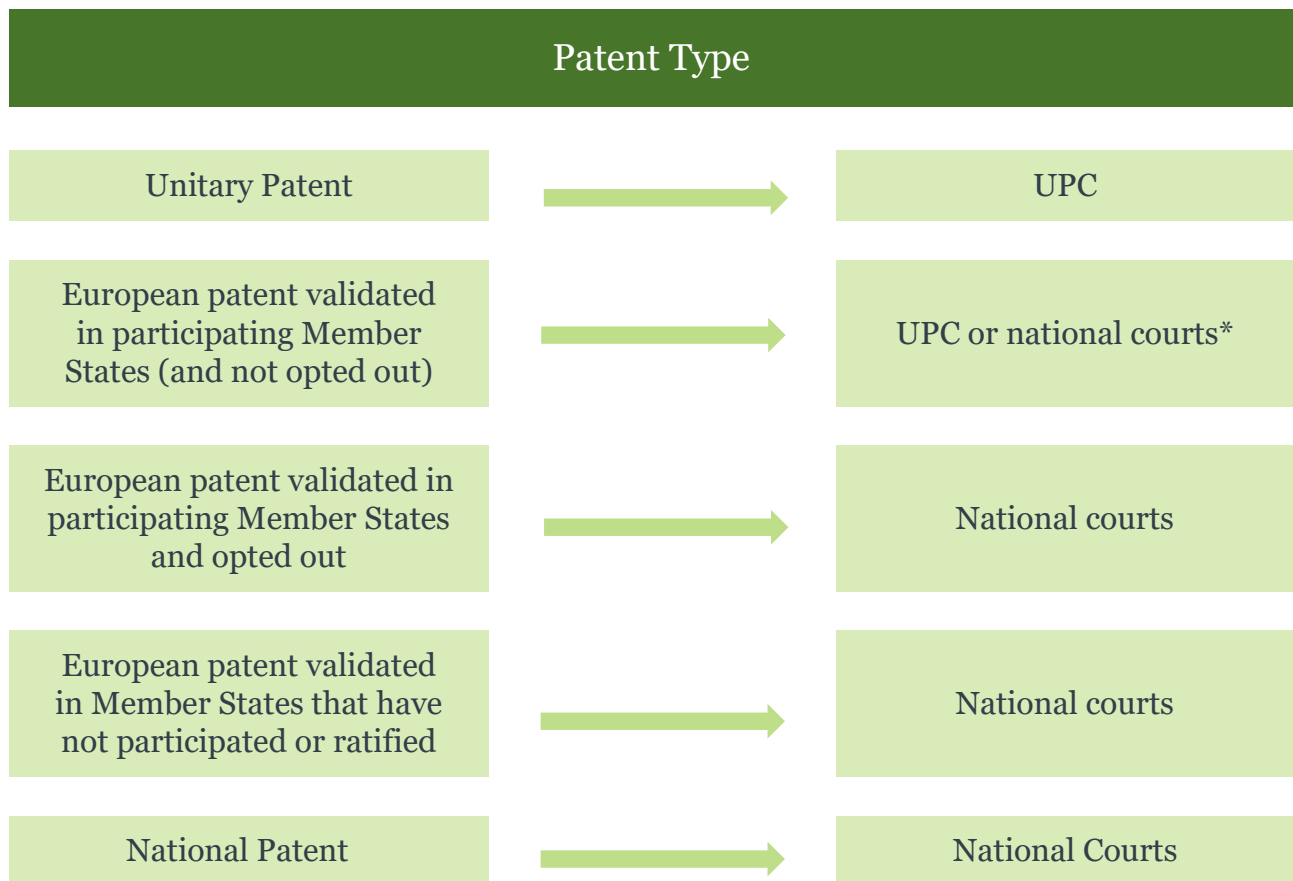 Patent Type
Unitary Patent
UPC
European patent validated
in participating Member
States (and not opted out)
UPC or national courts*
European patent validated in
participating Member States
and opted out
National courts
European patent validated
in Member States that have
not participated or ratified
National courts
National Patent
National Courts